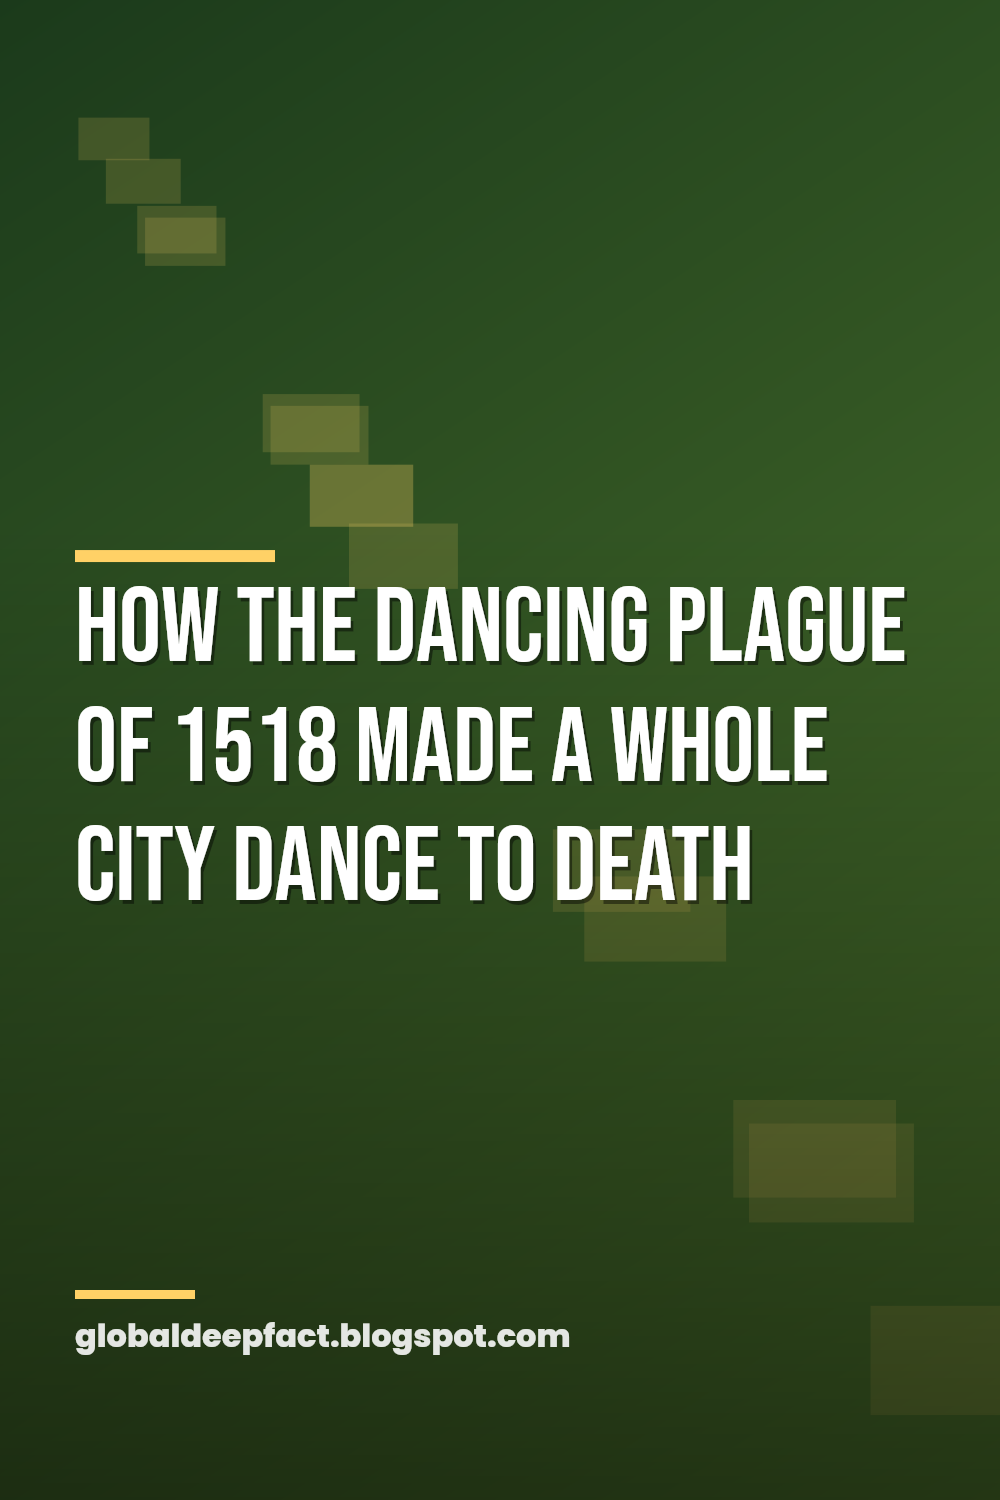 HOW THE DANCING PLAGUE
OF 1518 MADE A WHOLE
CITY DANCE TO DEATH
globaldeepfact.blogspot.com